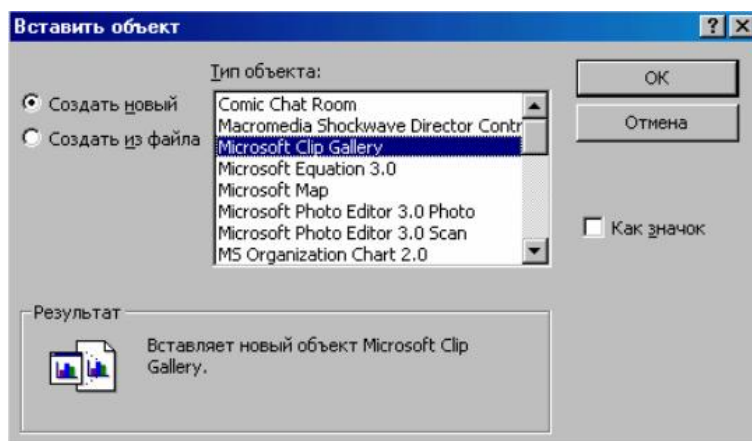 Вставить объект
Тип объекта:
Создать новый
Создать из файла
Comic Chat Room
Macromedia Shockwave Director Contr
Microsoft Clip Gallery
Microsoft Equation 3.0
Microsoft Map
Microsoft Photo Editor 3.0 Photo
Microsoft Photo Editor 3.0 Scan
MS Organization Chart 2.0
ОК
Отмена
Как значок
Результат
Вставляет новый объект Microsoft Clip
Gallery.